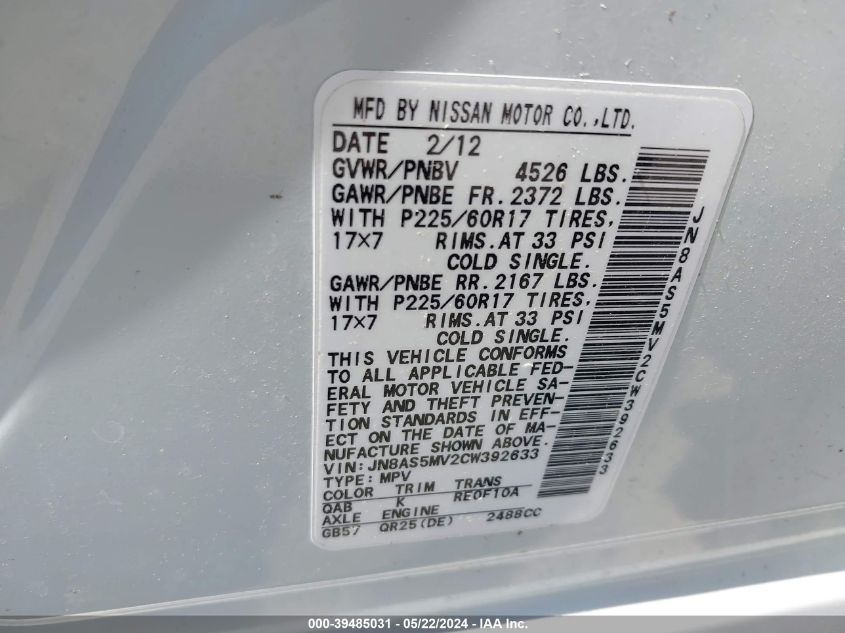 MFD BY NISSAN MOTOR CO.,LTD.
DATE 2/12
GVWR/PNBV 4526 LBS.
GAWR/PNBE FR. 2372 LBS.
WITH P225/60R17 TIRES,
17×7 RIMS. AT 33 PSI
COLD SINGLE.
GAWR/PNBE RR. 2167 LBS.
WITH P225/60R17 TIRES,
17×7 RIMS. AT 33 PSI
COLD SINGLE.
THIS VEHICLE CONFORMS
TO ALL APPLICABLE FED-
ERAL MOTOR VEHICLE SA-
FETY AND THEFT PREVEN-
TION STANDARDS IN EFF-
ECT ON THE DATE OF MA-
NUFACTURE SHOWN ABOVE.
VIN:JN8AS5MV2CW392633
TYPE: MPV
COLOR TRIM TRANS
QAB K RE0F10A
AXLE ENGINE
GB57 QR25(DE) 2488CC
JN8AS5MV2CW392633
000-39485031 - 05/22/2024 - IAA Inc.